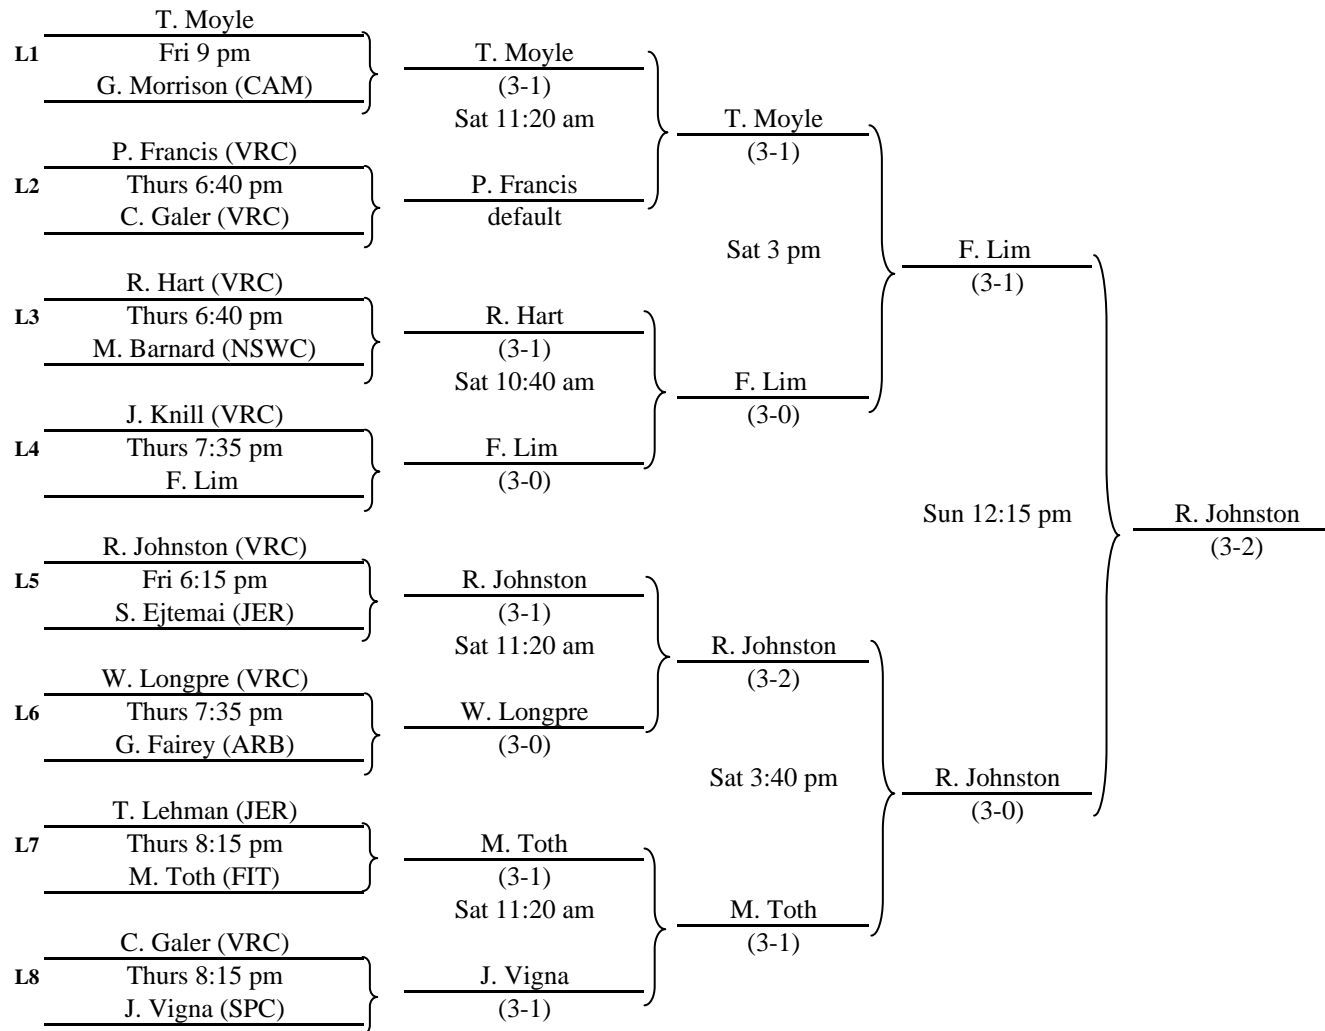 T. Moyle
L1
Fri 9 pm
G. Morrison (CAM)
T. Moyle
(3-1)
Sat 11:20 am
P. Francis (VRC)
L2
Thurs 6:40 pm
C. Galer (VRC)
P. Francis
default
T. Moyle
(3-1)
Sat 3 pm
R. Hart (VRC)
L3
Thurs 6:40 pm
M. Barnard (NSWC)
R. Hart
(3-1)
Sat 10:40 am
J. Knill (VRC)
L4
Thurs 7:35 pm
F. Lim
F. Lim
(3-0)
F. Lim
(3-0)
F. Lim
(3-1)
Sun 12:15 pm
R. Johnston
(3-2)
R. Johnston (VRC)
L5
Fri 6:15 pm
S. Ejtemai (JER)
R. Johnston
(3-1)
Sat 11:20 am
W. Longpre (VRC)
L6
Thurs 7:35 pm
G. Fairey (ARB)
W. Longpre
(3-0)
R. Johnston
(3-2)
Sat 3:40 pm
R. Johnston
(3-0)
T. Lehman (JER)
L7
Thurs 8:15 pm
M. Toth (FIT)
M. Toth
(3-1)
Sat 11:20 am
C. Galer (VRC)
L8
Thurs 8:15 pm
J. Vigna (SPC)
J. Vigna
(3-1)
M. Toth
(3-1)